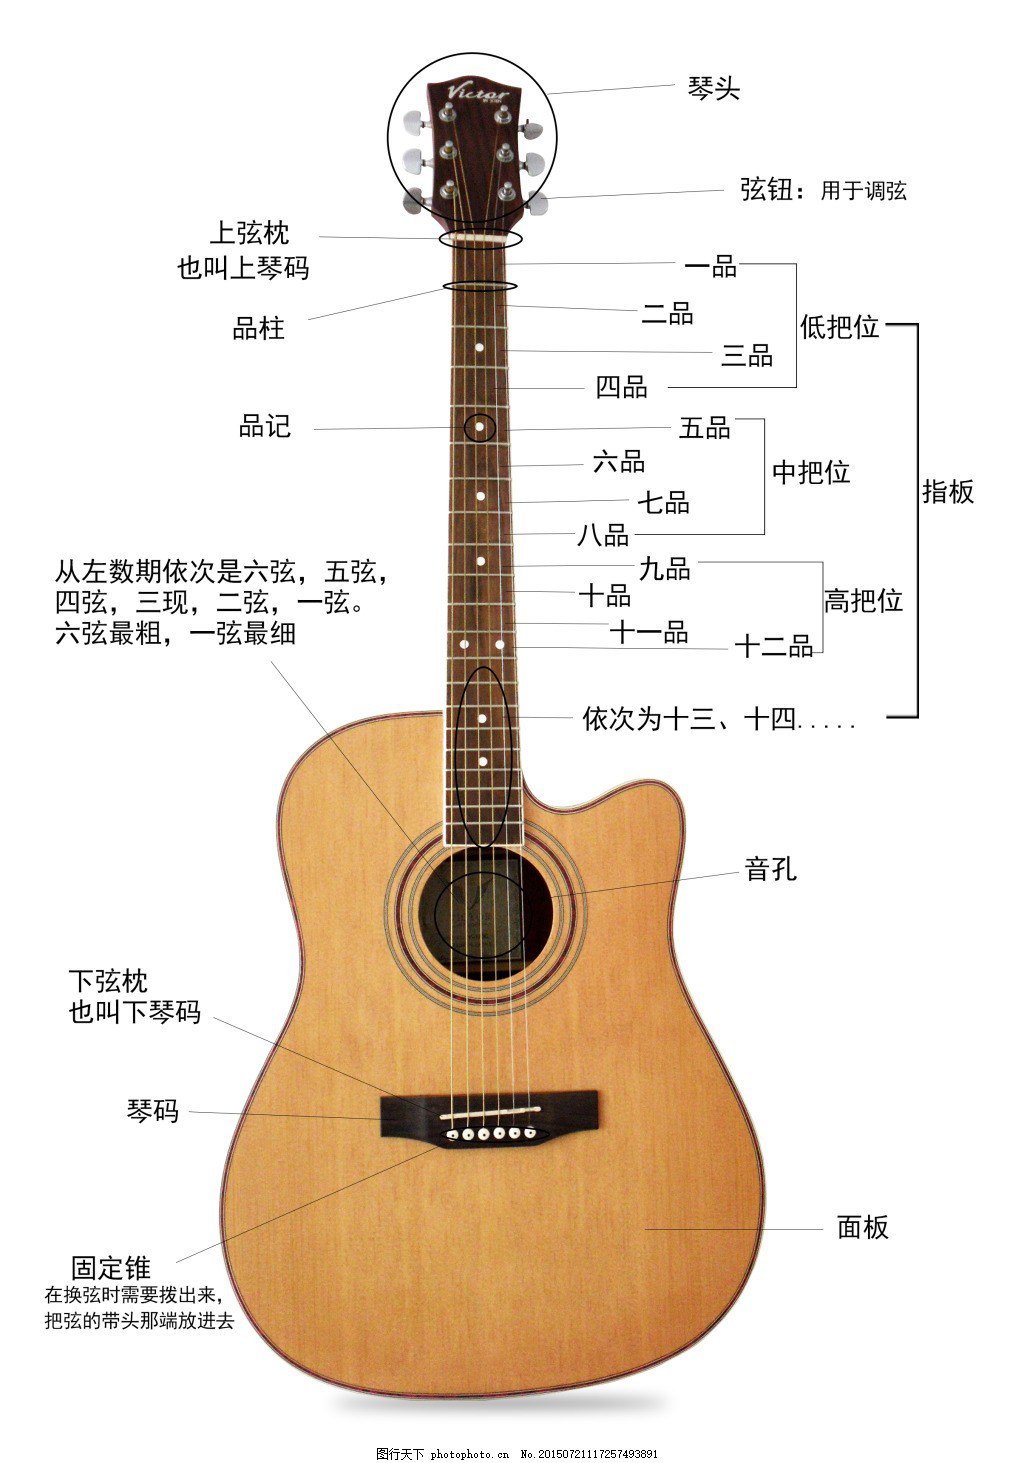 Victor
琴头
弦钮：用于调弦
上弦枕
也叫上琴码
一品
二品
品柱
低把位
三品
四品
品记
五品
六品
中把位
指板
七品
八品
从左数期依次是六弦，五弦，
四弦，三现，二弦，一弦。
六弦最粗，一弦最细
九品
十品
高把位
十一品
十二品
依次为十三、十四.....
音孔
下弦枕
也叫下琴码
琴码
面板
固定锥
在换弦时需要拨出来，
把弦的带头那端放进去
图行天下 photophoto.cn No.20150721117257493891